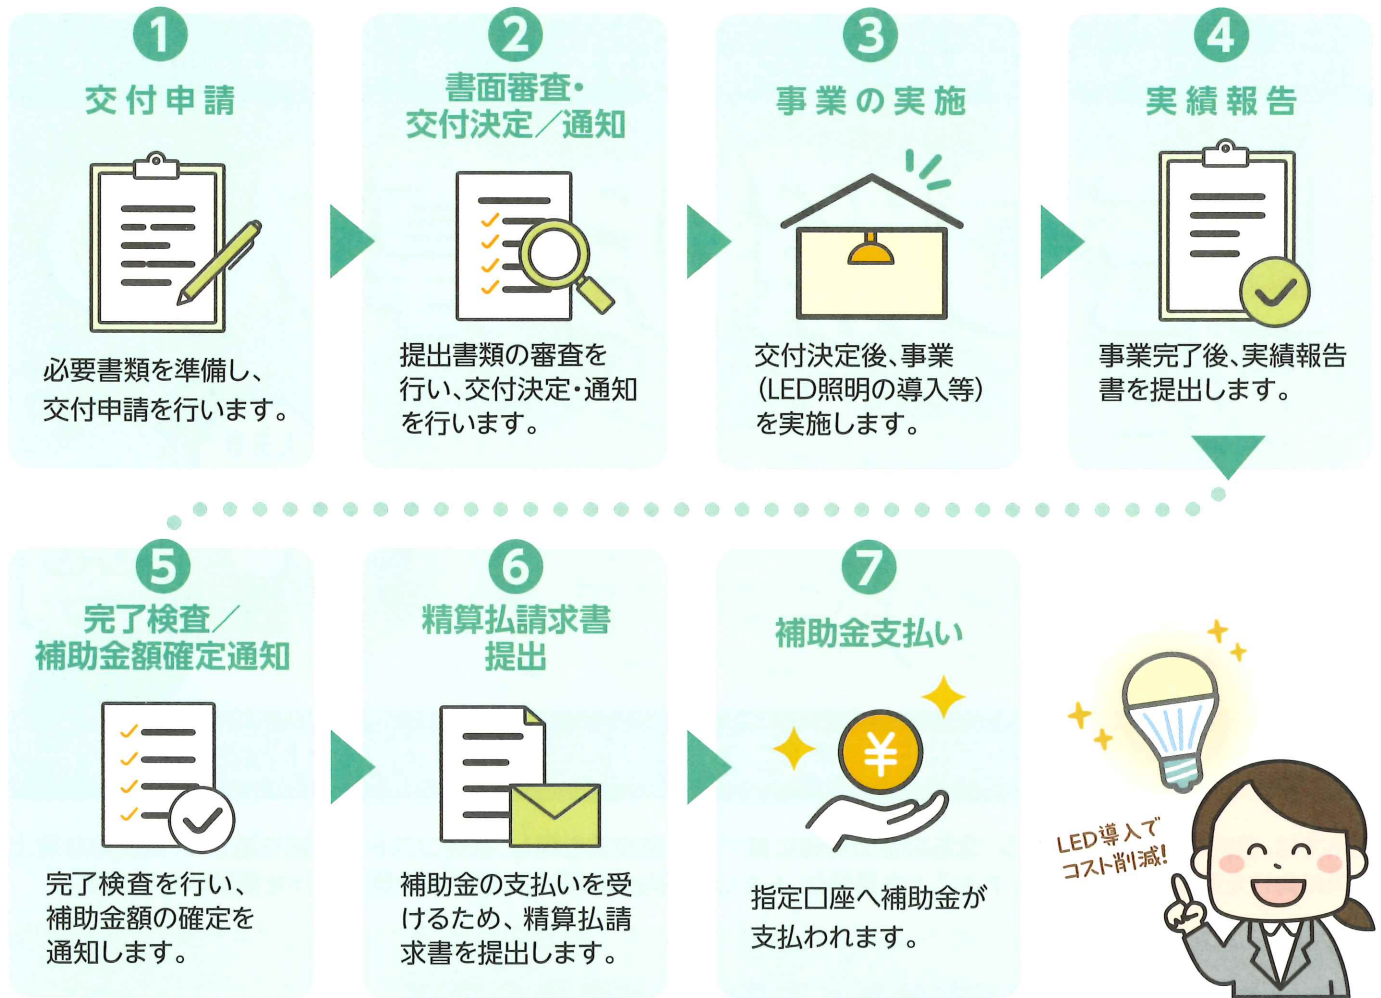 1
交付申請
必要書類を準備し、
交付申請を行います。
2
書面審査・
交付決定／通知
提出書類の審査を
行い、交付決定・通知
を行います。
3
事業の実施
交付決定後、事業
（LED照明の導入等）
を実施します。
4
実績報告
事業完了後、実績報告
書を提出します。
5
完了検査／
補助金額確定通知
完了検査を行い、
補助金額の確定を
通知します。
6
精算払請求書
提出
補助金の支払いを受
けるため、精算払請
求書を提出します。
7
補助金支払い
¥
指定口座へ補助金が
支払われます。
LED導入で
コスト削減!